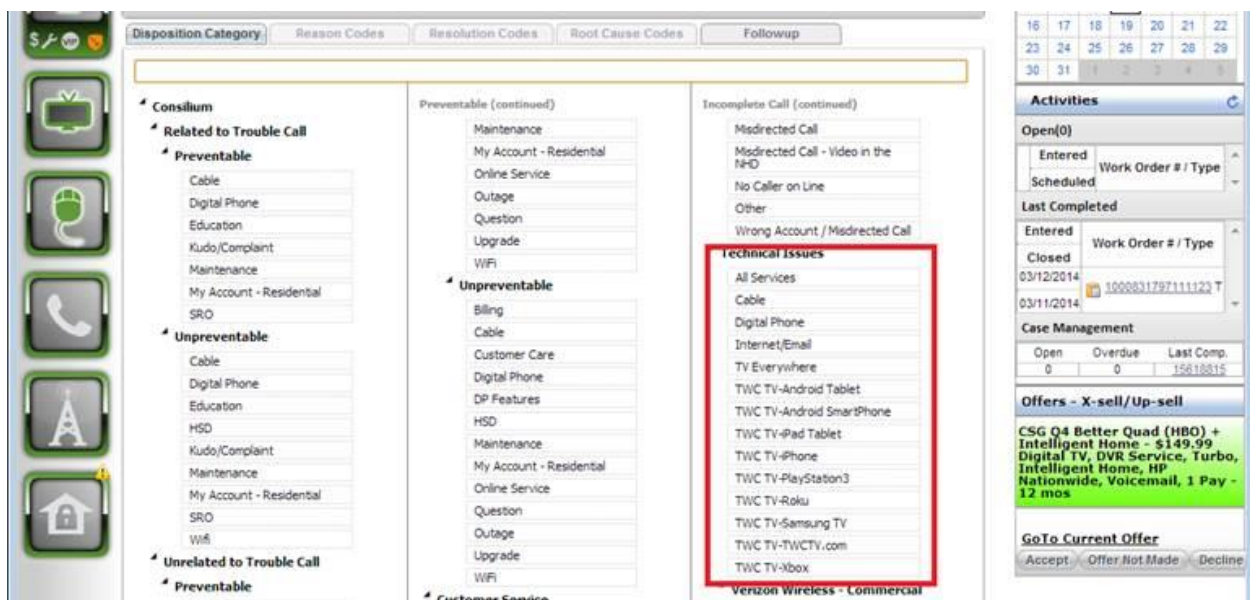 $ VIP
Disposition Category
Reason Codes
Resolution Codes
Root Cause Codes
Followup
Consilium
Related to Trouble Call
Preventable
Cable
Digital Phone
Education
Kudo/Complaint
Maintenance
My Account - Residential
SRO
Unpreventable
Cable
Digital Phone
Education
HSD
Kudo/Complaint
Maintenance
My Account - Residential
SRO
Wifi
Unrelated to Trouble Call
Preventable
Preventable (continued)
Maintenance
My Account - Residential
Online Service
Outage
Question
Upgrade
WiFi
Unpreventable
Billing
Cable
Customer Care
Digital Phone
DP Features
HSD
Maintenance
My Account - Residential
Online Service
Question
Outage
Upgrade
WiFi
Customer Service
Incomplete Call (continued)
Misdirected Call
Misdirected Call - Video in the
NHD
No Caller on Line
Other
Wrong Account / Misdirected Call
Technical Issues
All Services
Cable
Digital Phone
Internet/Email
TV Everywhere
TWC TV-Android Tablet
TWC TV-Android SmartPhone
TWC TV-iPad Tablet
TWC TV-iPhone
TWC TV-PlayStation3
TWC TV-Roku
TWC TV-Samsung TV
TWC TV-TWCTV.com
TWC TV-Xbox
Verizon Wireless - Commercial
16 17 18 19 20 21 22
23 24 25 26 27 28 29
30 31 1 2 3 4 5
Activities
Open(0)
Entered
Scheduled
Work Order # / Type
Last Completed
Entered
Closed
Work Order # / Type
03/12/2014
03/11/2014
1000831797111123 T
Case Management
Open Overdue Last Comp.
0 0 15618815
Offers - X-sell/Up-sell
CSG Q4 Better Quad (HBO) +
Intelligent Home - $149.99
Digital TV, DVR Service, Turbo,
Intelligent Home, HP
Nationwide, Voicemail, 1 Pay -
12 mos
GoTo Current Offer
Accept
Offer Not Made
Decline